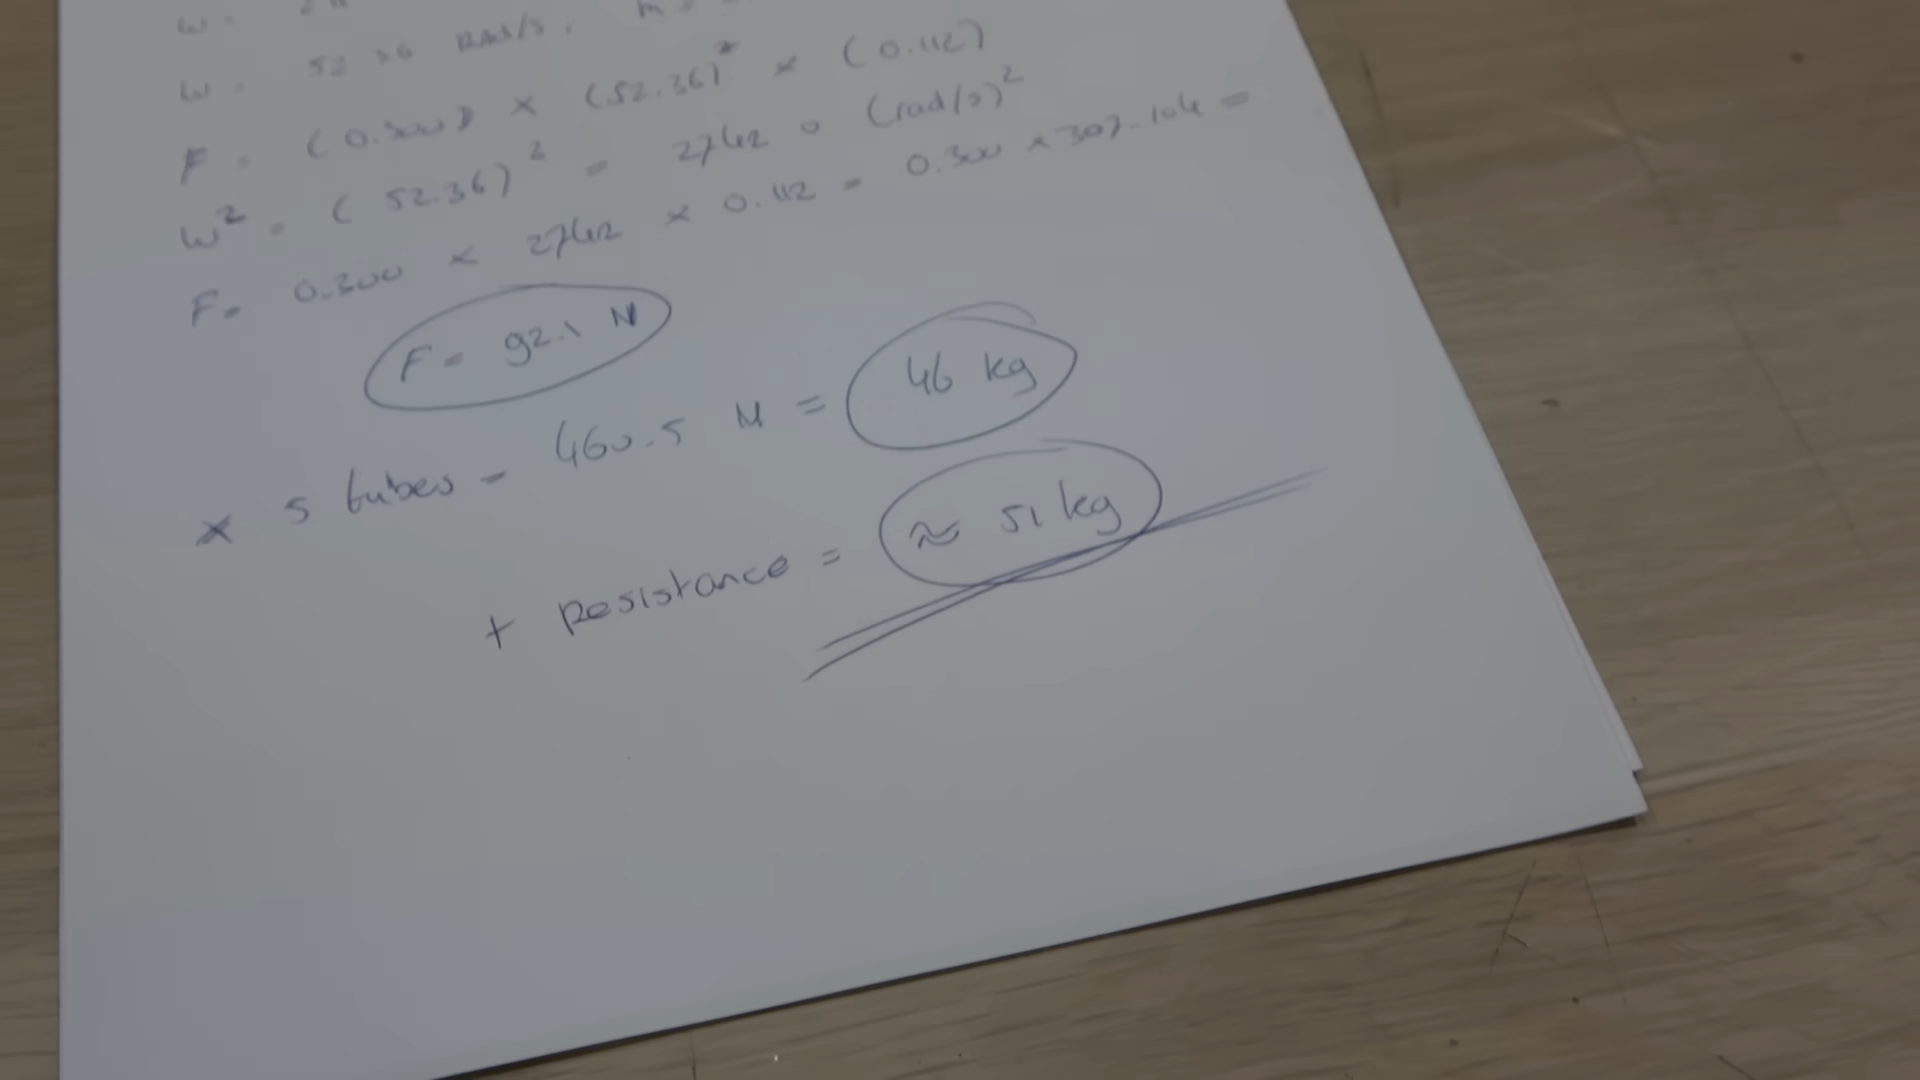 ω = 2π
ω = 52.36 RAD/S, m =
F = (0.300) × (52.36)² × (0.112)
ω² = (52.36)² = 2742 ° (rad/s)²
F = 0.300 × 2742 × 0.112 = 0.300 × 307.104 =
F = 92.1 N
× 5 tubes = 460.5 N = 46 kg
+ Resistance = ≈ 51 kg